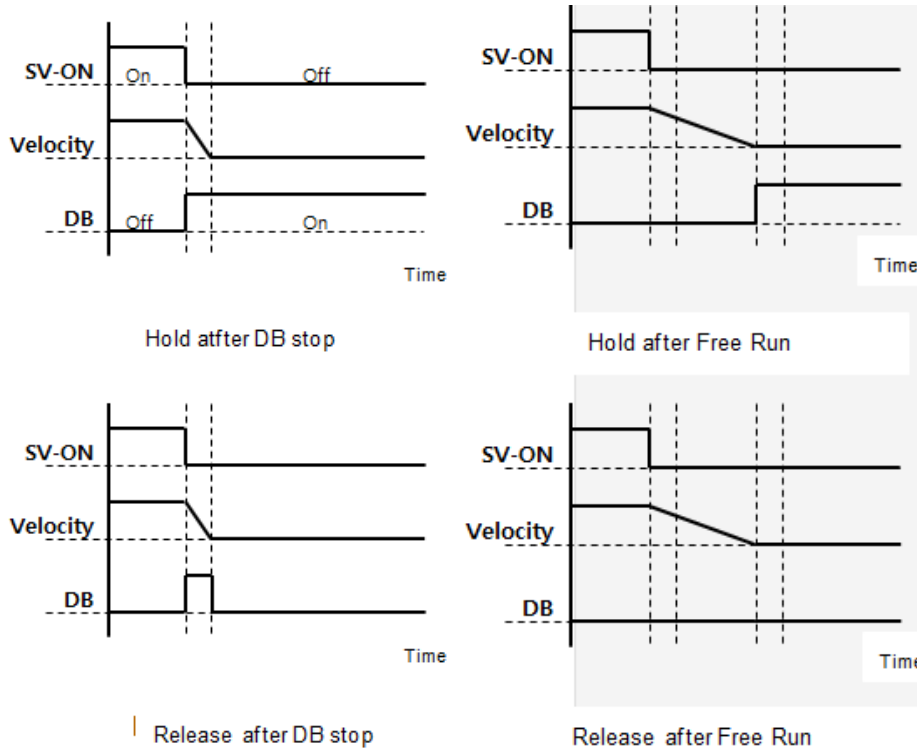 SV-ON On Off
Velocity
DB Off On
Time
Hold atfter DB stop
SV-ON
Velocity
DB
Time
Hold after Free Run
SV-ON
Velocity
DB
Time
Release after DB stop
SV-ON
Velocity
DB
Time
Release after Free Run